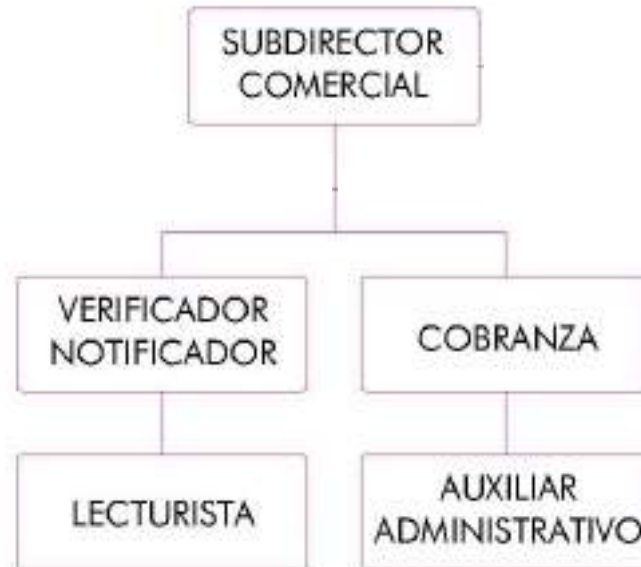 SUBDIRECTOR
COMERCIAL
VERIFICADOR
NOTIFICADOR
COBRANZA
LECTURISTA
AUXILIAR
ADMINISTRATIVO